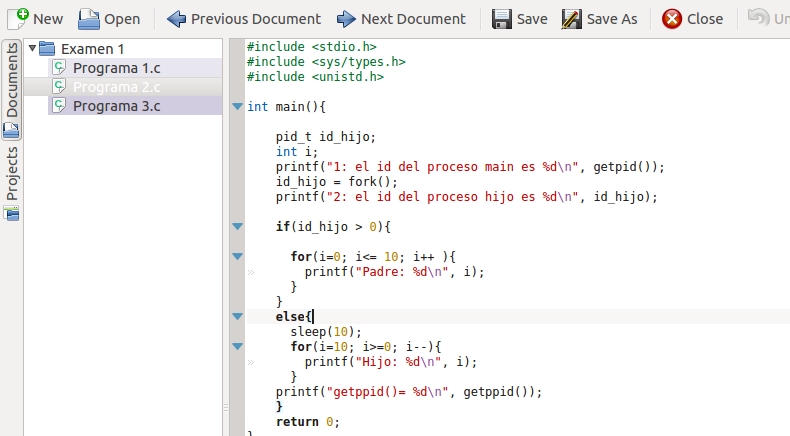 New Open Previous Document Next Document Save Save As Close Un
Documents
Projects
Examen 1
Programa 1.c
Programa 2.c
Programa 3.c
#include <stdio.h>
#include <sys/types.h>
#include <unistd.h>
int main(){
pid_t id_hijo;
int i;
printf("1: el id del proceso main es %d\n", getpid());
id_hijo = fork();
printf("2: el id del proceso hijo es %d\n", id_hijo);
if(id_hijo > 0){
for(i=0; i<= 10; i++ ){
printf("Padre: %d\n", i);
}
}
else{
sleep(10);
for(i=10; i>=0; i--){
printf("Hijo: %d\n", i);
}
printf("getppid()= %d\n", getppid());
}
return 0;
}